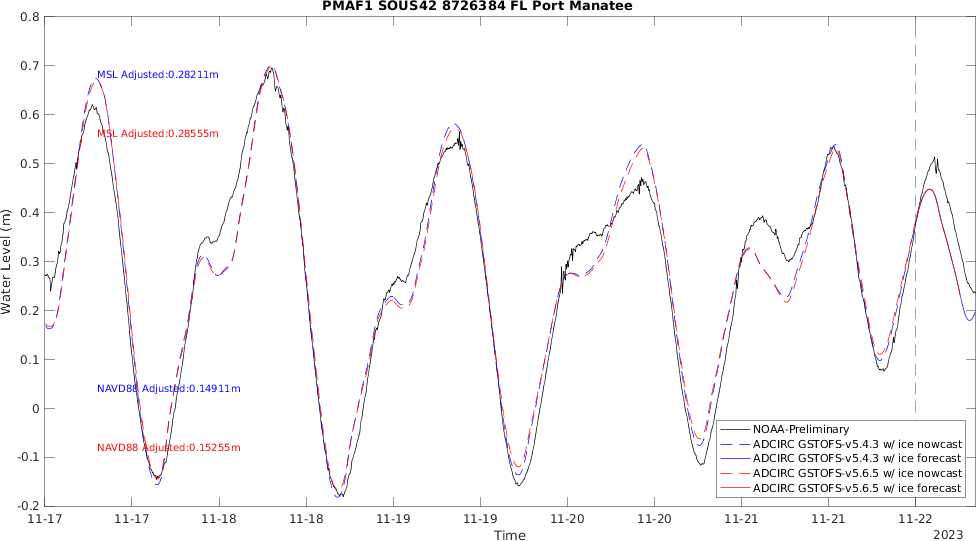 PMAF1 SOUS42 8726384 FL Port Manatee
0.8
0.7
0.6
0.5
0.4
0.3
0.2
0.1
0
-0.1
-0.2
Water Level (m)
MSL Adjusted:0.28211m
MSL Adjusted:0.28555m
NAVD88 Adjusted:0.14911m
NAVD88 Adjusted:0.15255m
NOAA-Preliminary
ADCIRC GSTOFS-v5.4.3 w/ ice nowcast
ADCIRC GSTOFS-v5.4.3 w/ ice forecast
ADCIRC GSTOFS-v5.6.5 w/ ice nowcast
ADCIRC GSTOFS-v5.6.5 w/ ice forecast
11-17 11-17 11-18 11-18 11-19 11-19 11-20 11-20 11-21 11-21 11-22
Time
2023